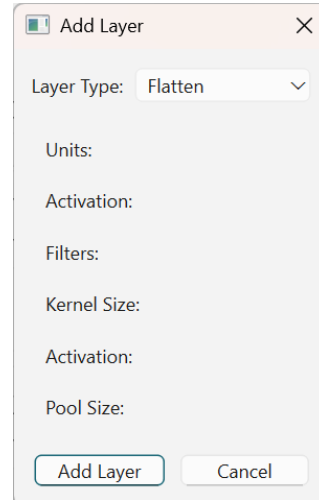 Add Layer
Layer Type: Flatten
Units:
Activation:
Filters:
Kernel Size:
Activation:
Pool Size:
Add Layer Cancel